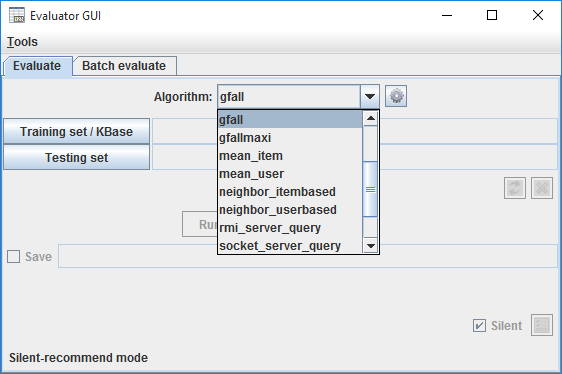 Evaluator GUI
Tools
Evaluate Batch evaluate
Algorithm: gfall
gfall
Training set / KBase
gfallmaxi
Testing set
mean_item
mean_user
neighbor_itembased
neighbor_userbased
Ru
rmi_server_query
socket_server_query
Save
Silent
Silent-recommend mode